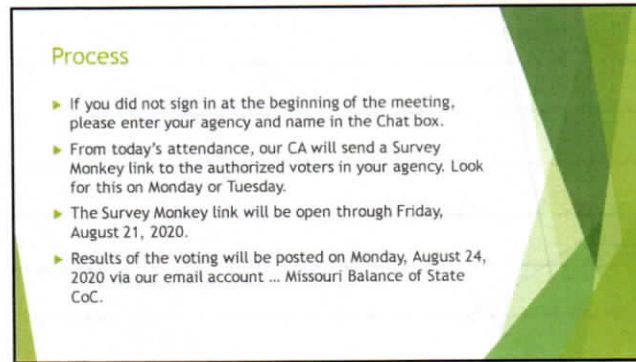 Process
If you did not sign in at the beginning of the meeting,
please enter your agency and name in the Chat box.
From today's attendance, our CA will send a Survey
Monkey link to the authorized voters in your agency. Look
for this on Monday or Tuesday.
The Survey Monkey link will be open through Friday,
August 21, 2020.
Results of the voting will be posted on Monday, August 24,
2020 via our email account ... Missouri Balance of State
CoC.